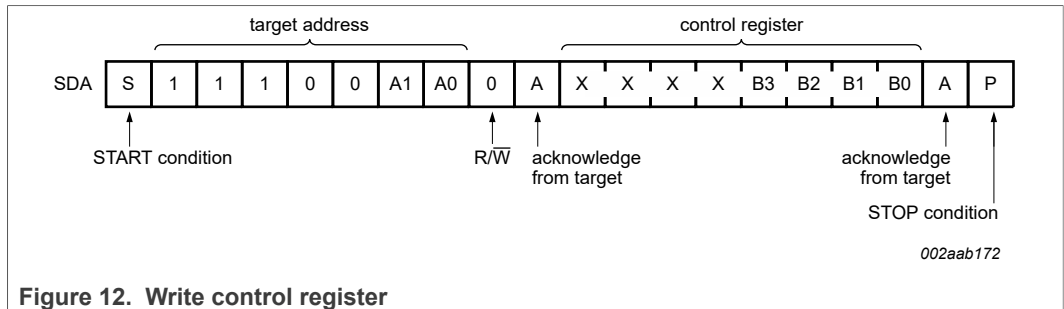 target address control register
SDA S 1 1 1 0 0 A1 A0 0 A X X X X B3 B2 B1 B0 A P
START condition R/W̅ acknowledge from target acknowledge from target
STOP condition
002aab172
Figure 12. Write control register